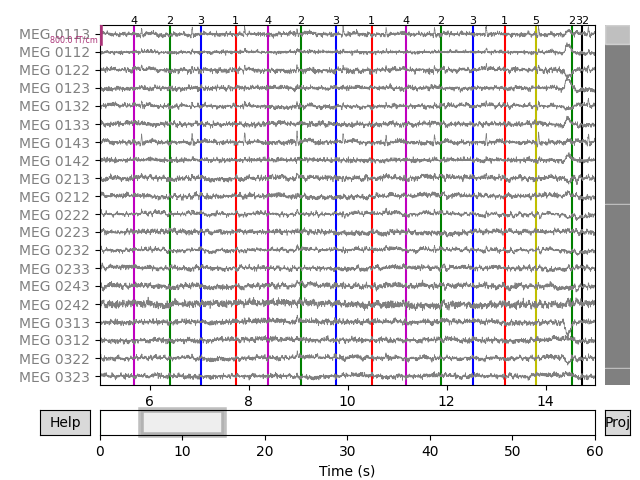 4 2 3 1 4 2 3 1 4 2 3 1 5 2 32
MEG 0113
800.0 fT/cm
MEG 0112
MEG 0122
MEG 0123
MEG 0132
MEG 0133
MEG 0143
MEG 0142
MEG 0213
MEG 0212
MEG 0222
MEG 0223
MEG 0232
MEG 0233
MEG 0243
MEG 0242
MEG 0313
MEG 0312
MEG 0322
MEG 0323
6 8 10 12 14
Help
Proj
0 10 20 30 40 50 60
Time (s)